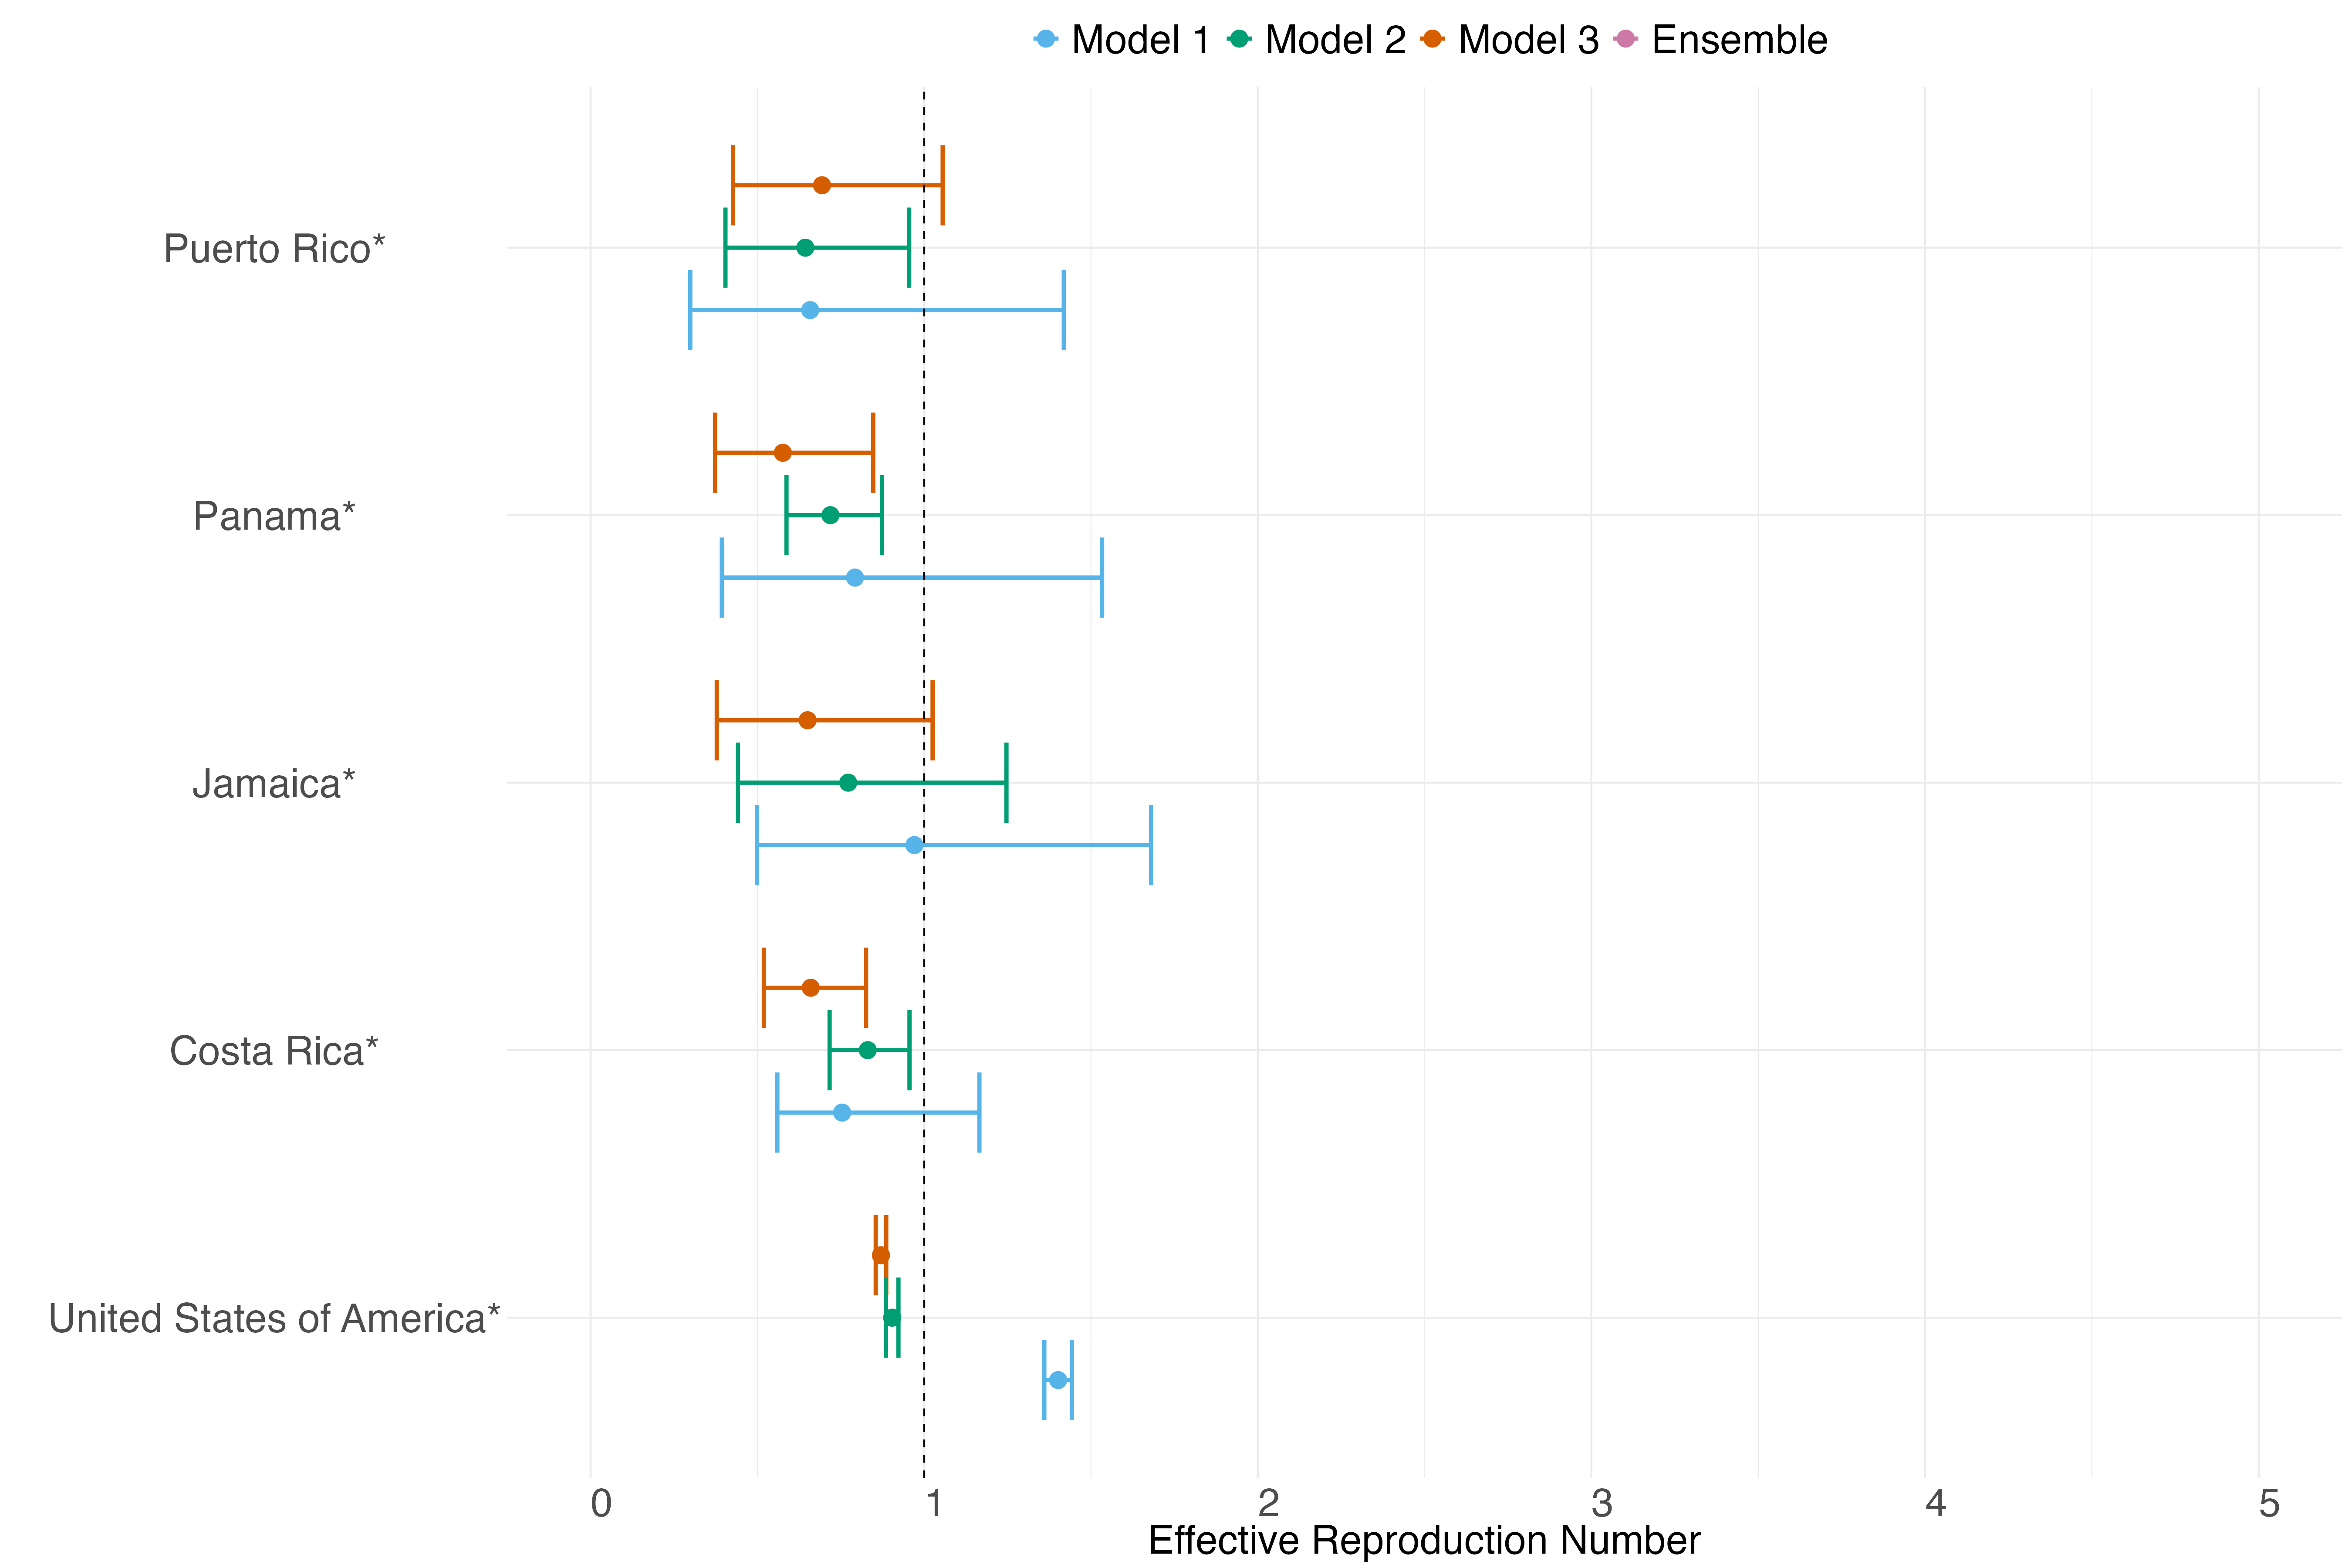 Model 1 Model 2 Model 3 Ensemble
Puerto Rico*
Panama*
Jamaica*
Costa Rica*
United States of America*
0 1 2 3 4 5
Effective Reproduction Number